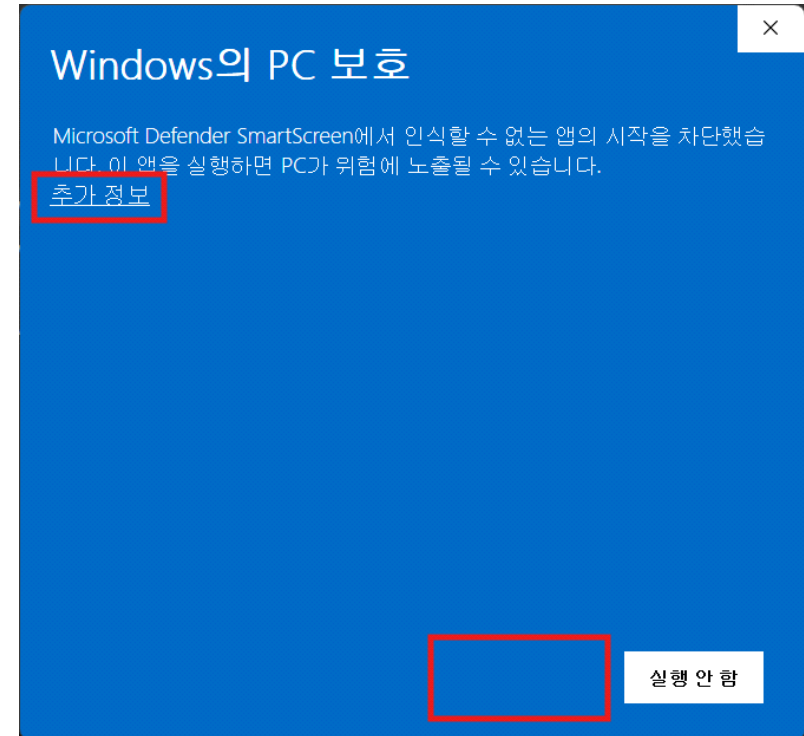 Windows의 PC 보호
Microsoft Defender SmartScreen에서 인식할 수 없는 앱의 시작을 차단했습
니다. 이 앱을 실행하면 PC가 위험에 노출될 수 있습니다.
추가 정보
실행 안 함